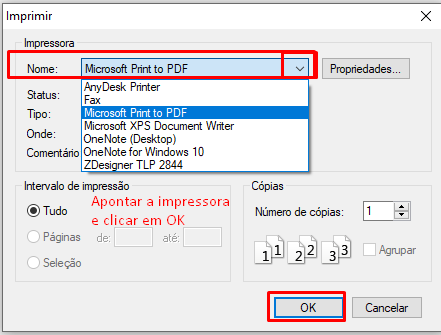 Imprimir
Impressora
Nome: Microsoft Print to PDF Propriedades...
AnyDesk Printer
Status: Fax
Tipo: Microsoft Print to PDF
Microsoft XPS Document Writer
Onde: OneNote (Desktop)
Comentário OneNote for Windows 10
ZDesigner TLP 2844
Intervalo de impressão Cópias
Tudo Apontar a impressora Número de cópias: 1
e clicar em OK
Páginas de: até:
1 1 2 2 3 3 Agrupar
Seleção
OK Cancelar